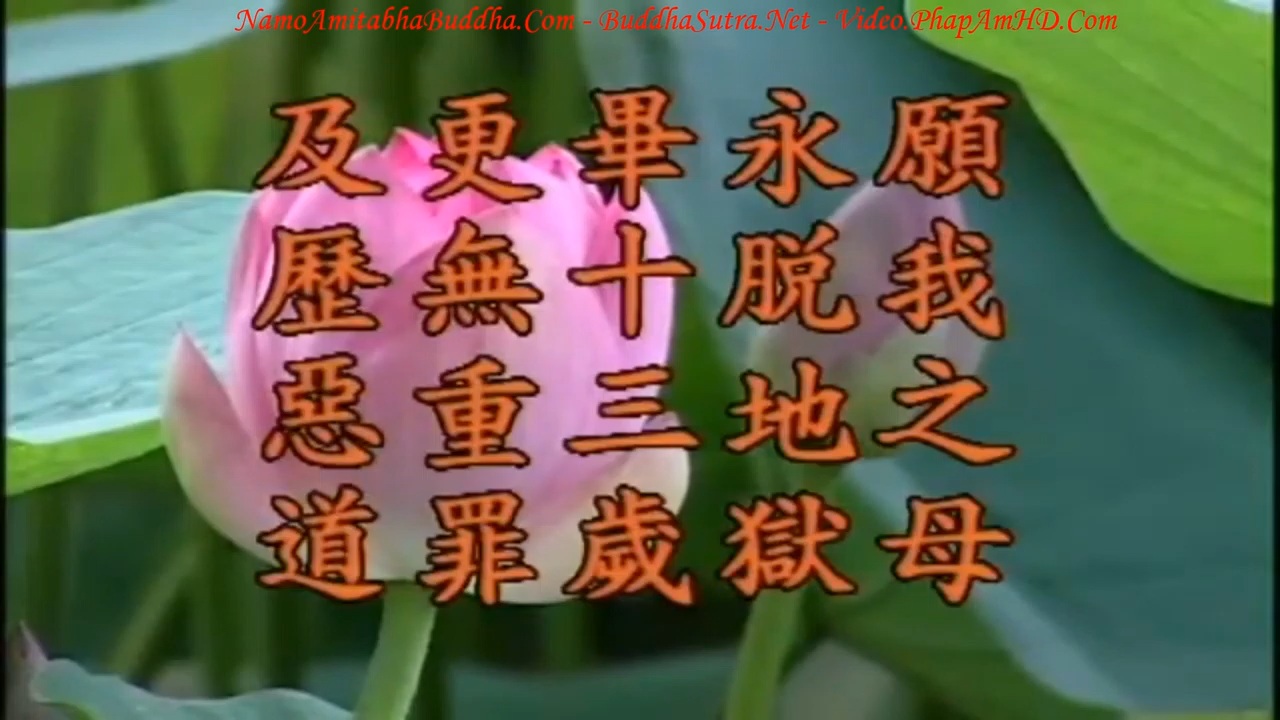 NamoAmitabhaBuddha.Com - BuddhaSutra.Net - Video.PhapAmHD.Com
願我之母
永脱地獄
畢十三歲
更無重罪
及歷惡道